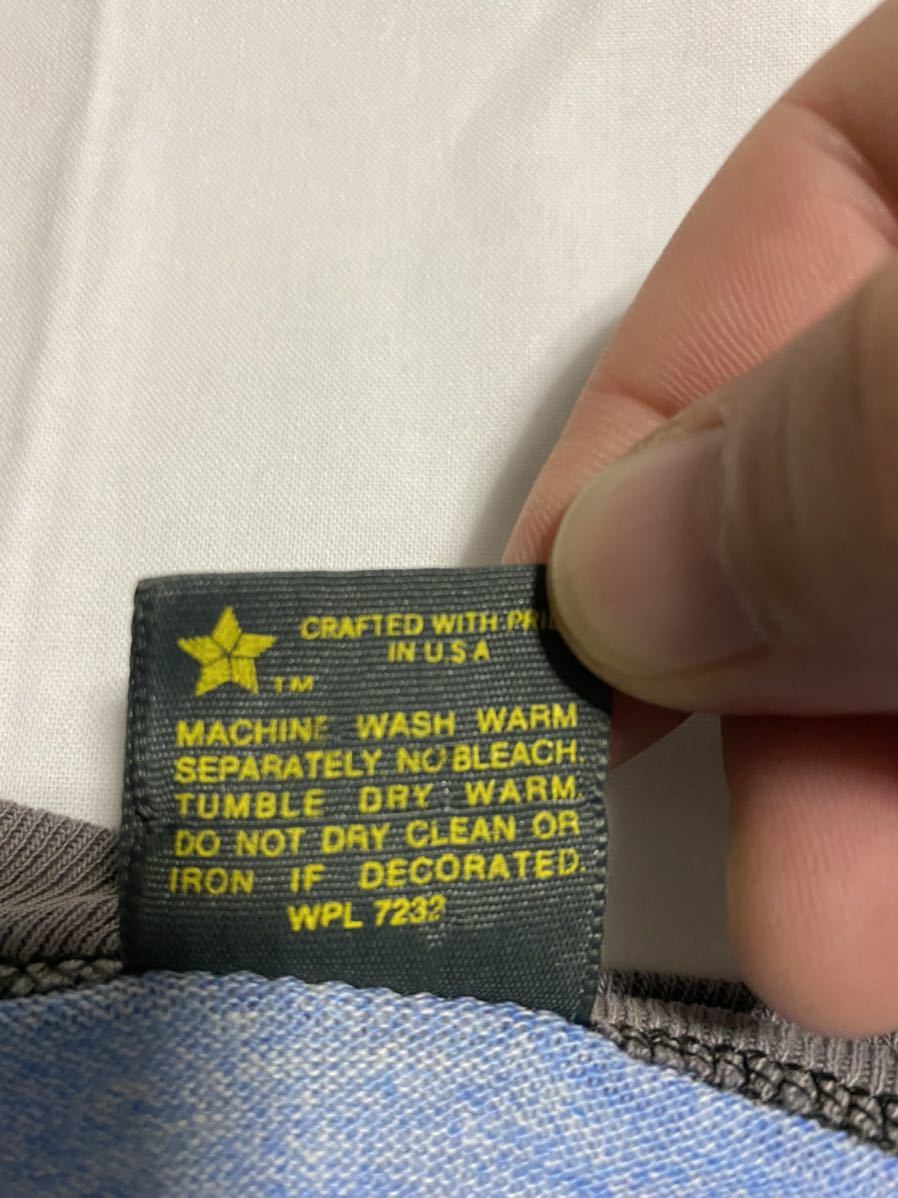 CRAFTED WITH PRI
IN U.S.A
TM
MACHINE WASH WARM
SEPARATELY. NO BLEACH.
TUMBLE DRY WARM.
DO NOT DRY CLEAN OR
IRON IF DECORATED.
WPL 7232